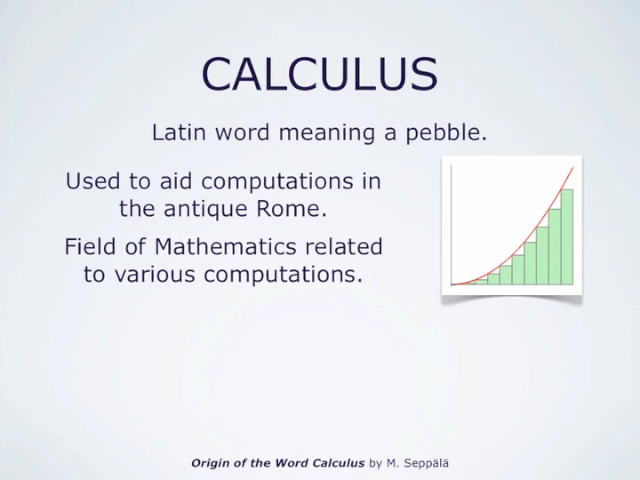 CALCULUS
Latin word meaning a pebble.
Used to aid computations in
the antique Rome.
Field of Mathematics related
to various computations.
Origin of the Word Calculus by M. Seppälä